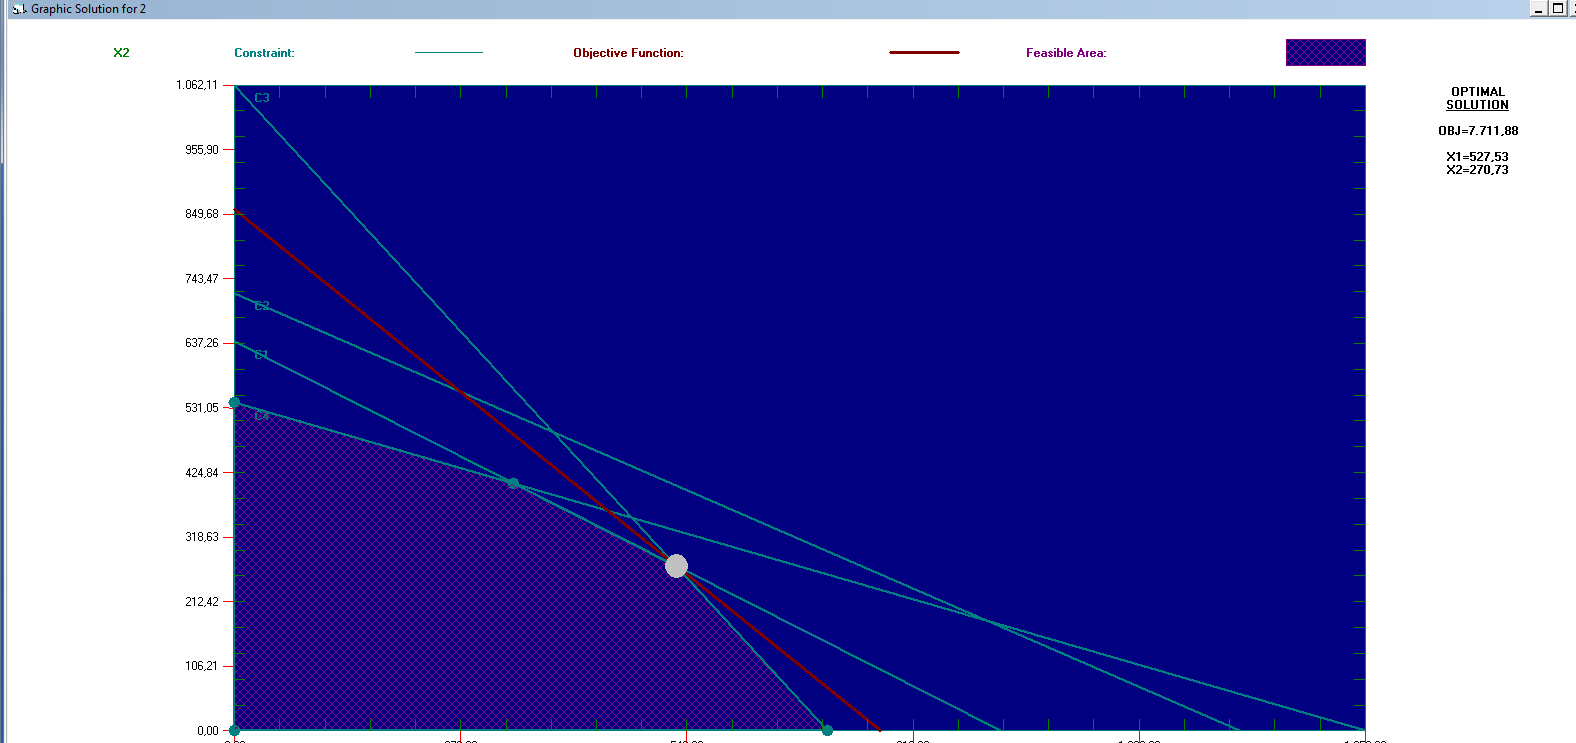 Graphic Solution for 2
X2 Constraint: Objective Function: Feasible Area:
1.062,11
C3
955,90
849,68
743,47
C2
637,26
C1
531,05
C4
424,84
318,63
212,42
106,21
0,00
OPTIMAL
SOLUTION
OBJ=7.711,88
X1=527,53
X2=270,73